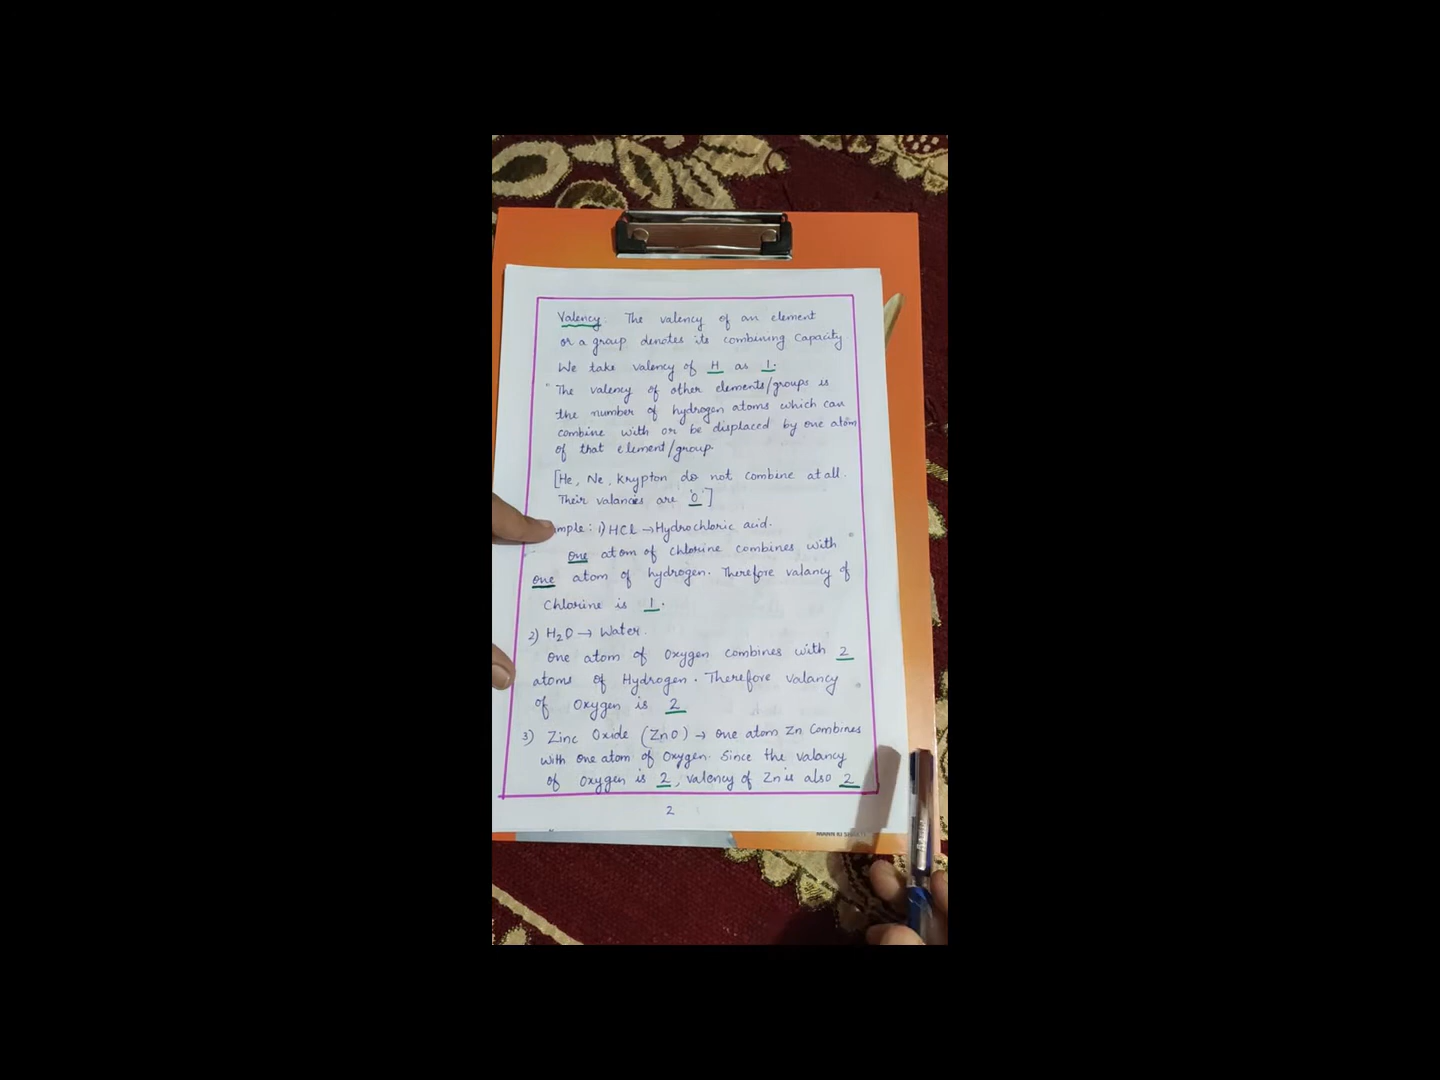 Valency: The valency of an element
or a group denotes its combining capacity
We take valency of H as 1.
"The valency of other elements/groups is
the number of hydrogen atoms which can
combine with or be displaced by one atom
of that element/group.
[He, Ne, Krypton do not combine at all.
Their valancies are '0']
mple: 1) HCl → Hydrochloric acid.
One atom of chlorine combines with
one atom of hydrogen. Therefore valancy of
Chlorine is 1.
2) H₂O → Water.
One atom of Oxygen combines with 2
atoms of Hydrogen. Therefore valancy
of Oxygen is 2
3) Zinc Oxide (ZnO) → One atom Zn Combines
with one atom of Oxygen. Since the valancy
of Oxygen is 2, valency of Zn is also 2
2